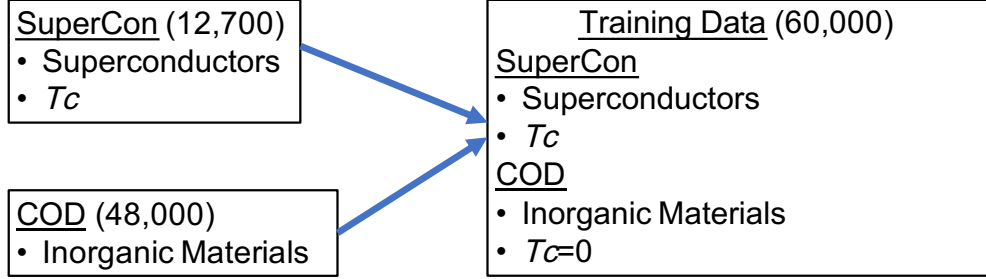 SuperCon (12,700)
• Superconductors
• Tc
COD (48,000)
• Inorganic Materials
Training Data (60,000)
SuperCon
• Superconductors
• Tc
COD
• Inorganic Materials
• Tc=0